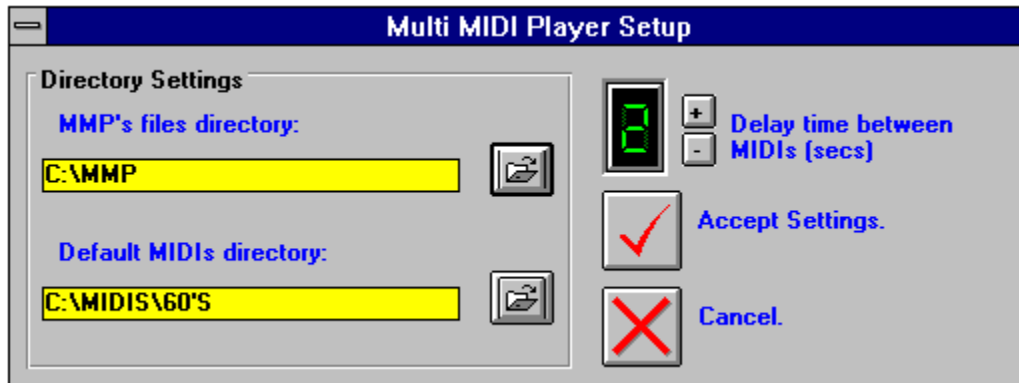 Multi MIDI Player Setup
Directory Settings
MMP's files directory:
C:\MMP
Default MIDIs directory:
C:\MIDIS\60'S
2
+
-
Delay time between
MIDIs (secs)
Accept Settings.
Cancel.